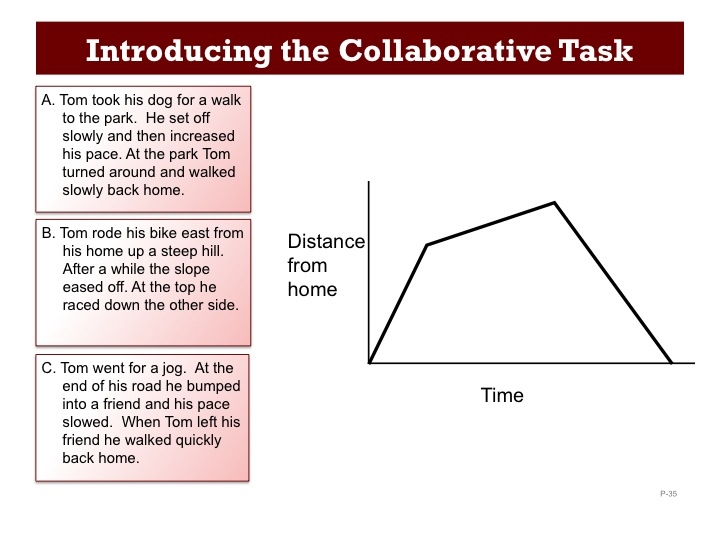 Introducing the Collaborative Task
A. Tom took his dog for a walk
to the park.  He set off
slowly and then increased
his pace. At the park Tom
turned around and walked
slowly back home.
B. Tom rode his bike east from
his home up a steep hill.
After a while the slope
eased off. At the top he
raced down the other side.
C. Tom went for a jog.  At the
end of his road he bumped
into a friend and his pace
slowed.  When Tom left his
friend he walked quickly
back home.
Distance
from
home
Time
P-35